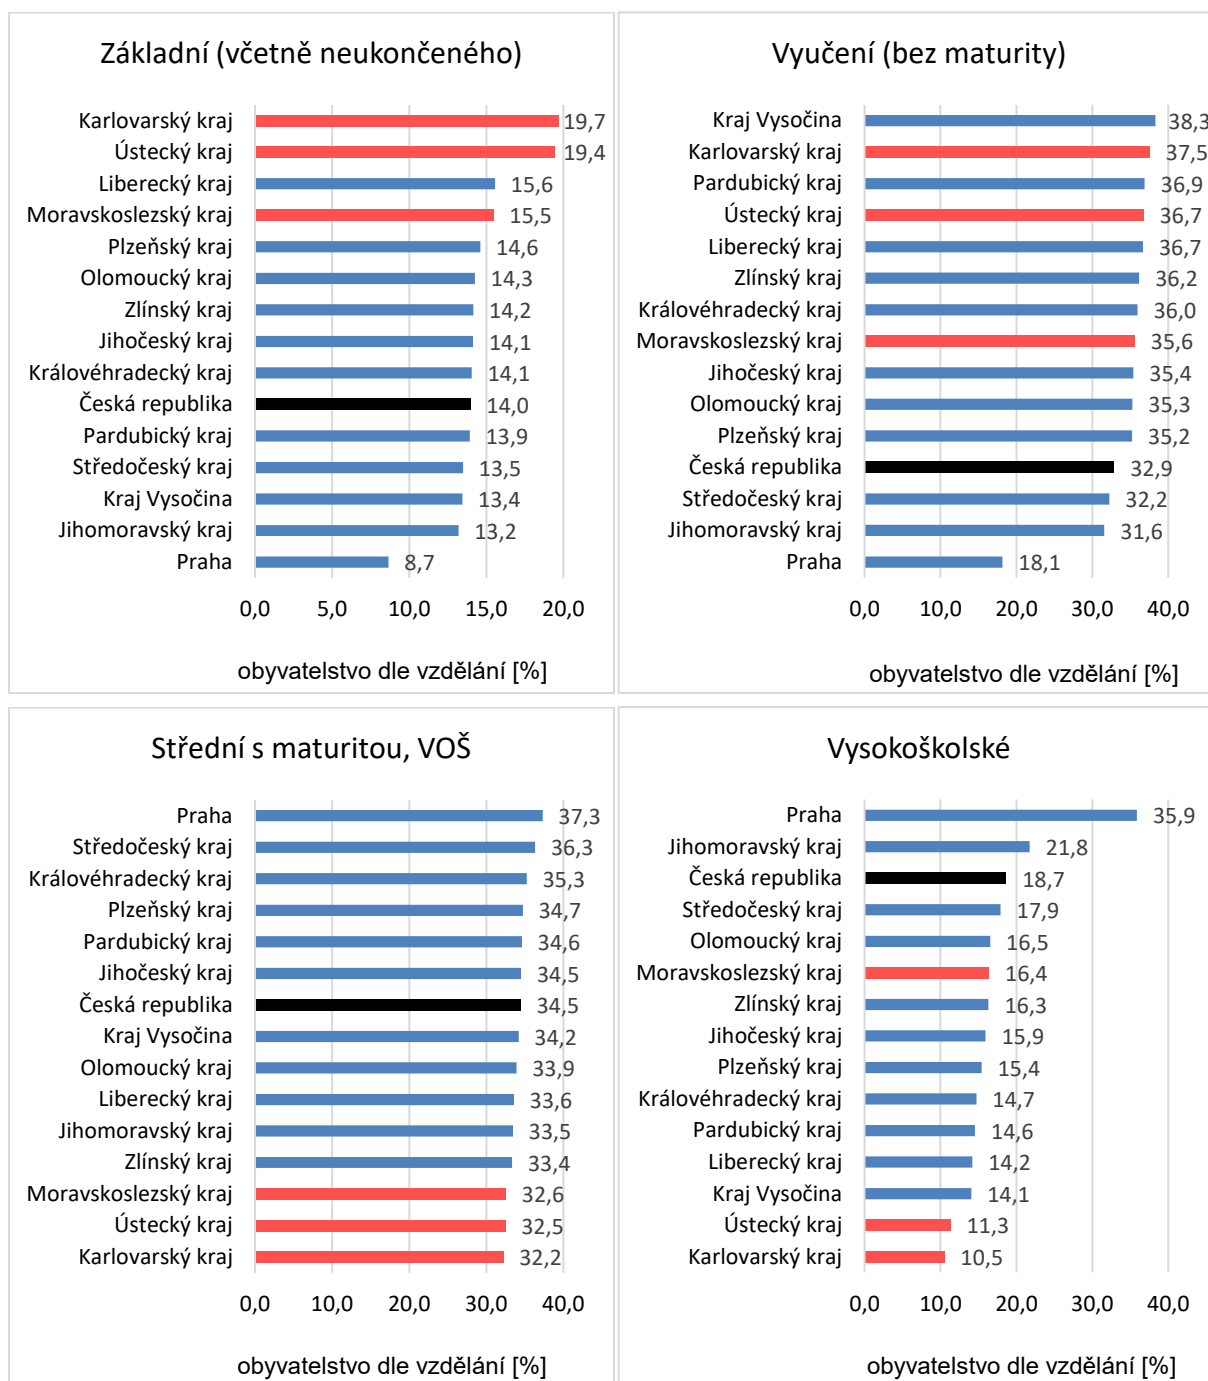 Základní (včetně neukončeného)
Karlovarský kraj 19,7
Ústecký kraj 19,4
Liberecký kraj 15,6
Moravskoslezský kraj 15,5
Plzeňský kraj 14,6
Olomoucký kraj 14,3
Zlínský kraj 14,2
Jihočeský kraj 14,1
Královéhradecký kraj 14,1
Česká republika 14,0
Pardubický kraj 13,9
Středočeský kraj 13,5
Kraj Vysočina 13,4
Jihomoravský kraj 13,2
Praha 8,7
0,0 5,0 10,0 15,0 20,0
obyvatelstvo dle vzdělání [%]
Vyučení (bez maturity)
Kraj Vysočina 38,3
Karlovarský kraj 37,5
Pardubický kraj 36,9
Ústecký kraj 36,7
Liberecký kraj 36,7
Zlínský kraj 36,2
Královéhradecký kraj 36,0
Moravskoslezský kraj 35,6
Jihočeský kraj 35,4
Olomoucký kraj 35,3
Plzeňský kraj 35,2
Česká republika 32,9
Středočeský kraj 32,2
Jihomoravský kraj 31,6
Praha 18,1
0,0 10,0 20,0 30,0 40,0
obyvatelstvo dle vzdělání [%]
Střední s maturitou, VOŠ
Praha 37,3
Středočeský kraj 36,3
Královéhradecký kraj 35,3
Plzeňský kraj 34,7
Pardubický kraj 34,6
Jihočeský kraj 34,5
Česká republika 34,5
Kraj Vysočina 34,2
Olomoucký kraj 33,9
Liberecký kraj 33,6
Jihomoravský kraj 33,5
Zlínský kraj 33,4
Moravskoslezský kraj 32,6
Ústecký kraj 32,5
Karlovarský kraj 32,2
0,0 10,0 20,0 30,0 40,0
obyvatelstvo dle vzdělání [%]
Vysokoškolské
Praha 35,9
Jihomoravský kraj 21,8
Česká republika 18,7
Středočeský kraj 17,9
Olomoucký kraj 16,5
Moravskoslezský kraj 16,4
Zlínský kraj 16,3
Jihočeský kraj 15,9
Plzeňský kraj 15,4
Královéhradecký kraj 14,7
Pardubický kraj 14,6
Liberecký kraj 14,2
Kraj Vysočina 14,1
Ústecký kraj 11,3
Karlovarský kraj 10,5
0,0 10,0 20,0 30,0 40,0
obyvatelstvo dle vzdělání [%]